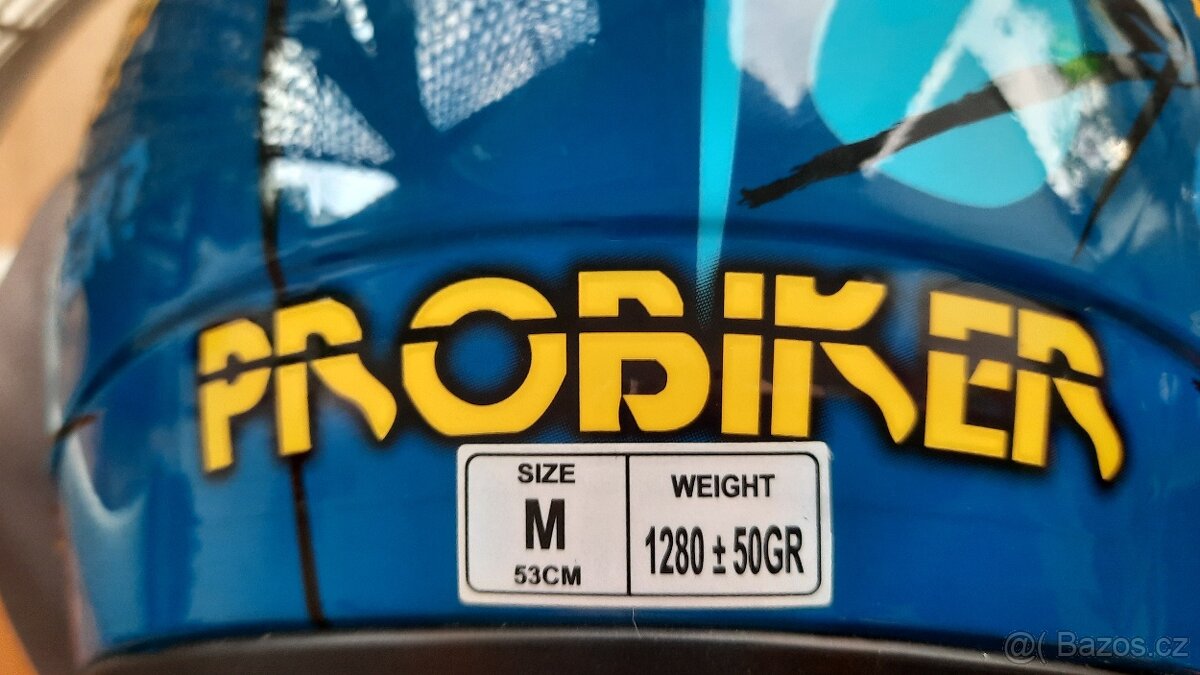 PROBIKER
SIZE
M
53CM
WEIGHT
1280 ± 50GR
@( Bazos.cz